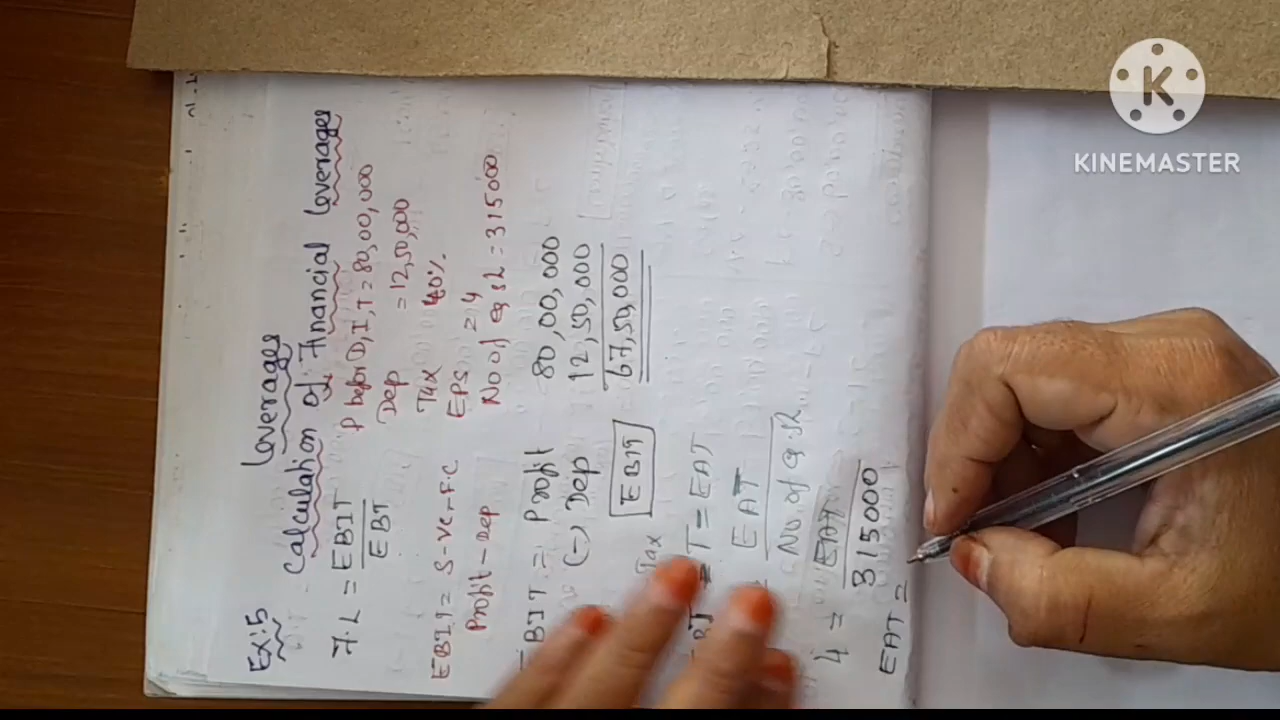 Leverages
Ex:5 Calculation of Financial Leverages
F.L = EBIT
EBT
P before D, I, T = 80,00,000
Dep = 12,50,000
Tax 40%
EPS = 4
No of eq.sh = 315000
EBIT = S-VC-FC
Profit - Dep
EBIT = Profit 80,00,000
(-) Dep 12,50,000
EBIT 67,50,000
Tax
- T = EAT
EAT
No. of eq.sh
4 = EAT
315000
EAT =
K
KINEMASTER